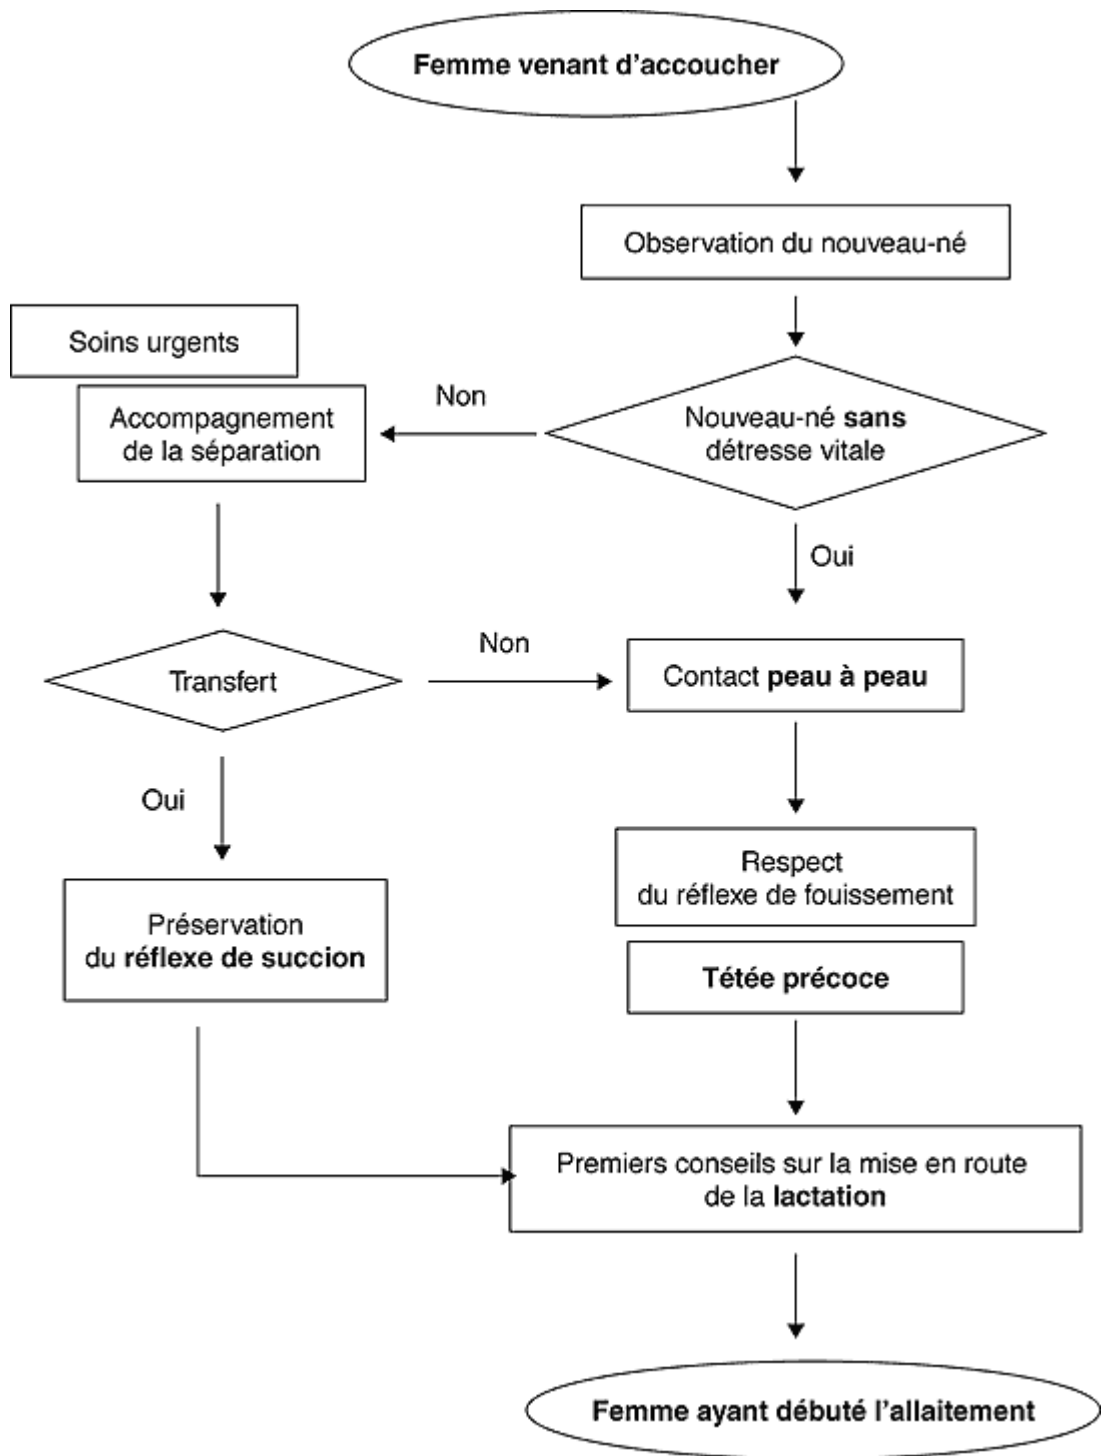 Femme venant d'accoucher
Observation du nouveau-né
Soins urgents
Accompagnement
de la séparation
Non
Nouveau-né sans
détresse vitale
Oui
Transfert
Non
Contact peau à peau
Oui
Respect
du réflexe de fouissement
Préservation
du réflexe de succion
Tétée précoce
Premiers conseils sur la mise en route
de la lactation
Femme ayant débuté l'allaitement